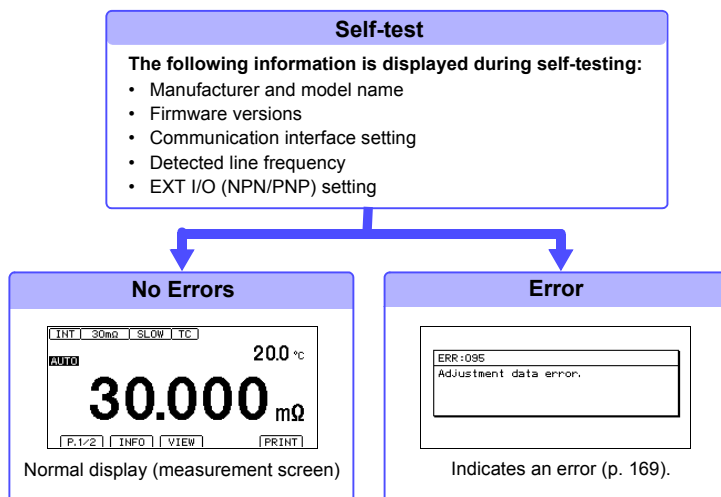 Self-test
The following information is displayed during self-testing:
• Manufacturer and model name
• Firmware versions
• Communication interface setting
• Detected line frequency
• EXT I/O (NPN/PNP) setting
No Errors
INT 30mΩ SLOW TC
AUTO 20.0 °C
30.000 mΩ
P.1/2 INFO VIEW PRINT
Normal display (measurement screen)
Error
ERR:095
Adjustment data error.
Indicates an error (p. 169).